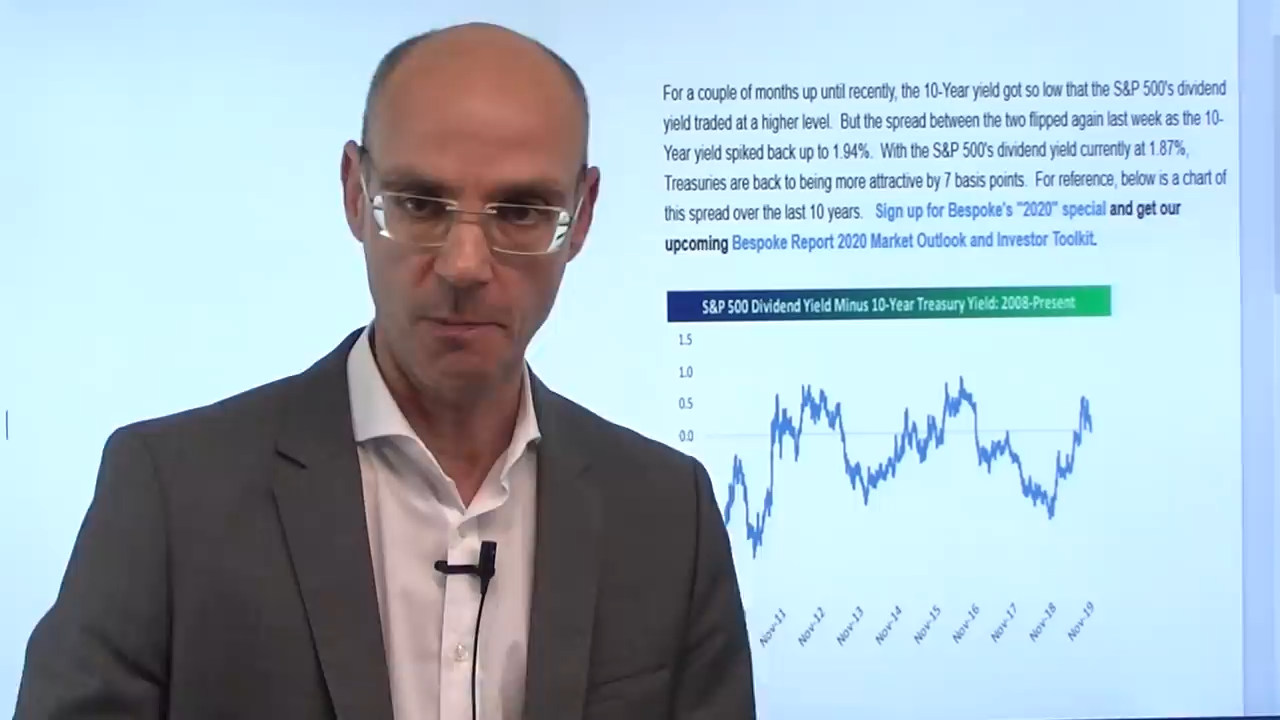 For a couple of months up until recently, the 10-Year yield got so low that the S&P 500's dividend
yield traded at a higher level.  But the spread between the two flipped again last week as the 10-
Year yield spiked back up to 1.94%.  With the S&P 500's dividend yield currently at 1.87%,
Treasuries are back to being more attractive by 7 basis points.  For reference, below is a chart of
this spread over the last 10 years.   Sign up for Bespoke's "2020" special and get our
upcoming Bespoke Report 2020 Market Outlook and Investor Toolkit.
S&P 500 Dividend Yield Minus 10-Year Treasury Yield: 2008-Present
1.5
1.0
0.5
0.0
Nov-11 Nov-12 Nov-13 Nov-14 Nov-15 Nov-16 Nov-17 Nov-18 Nov-19